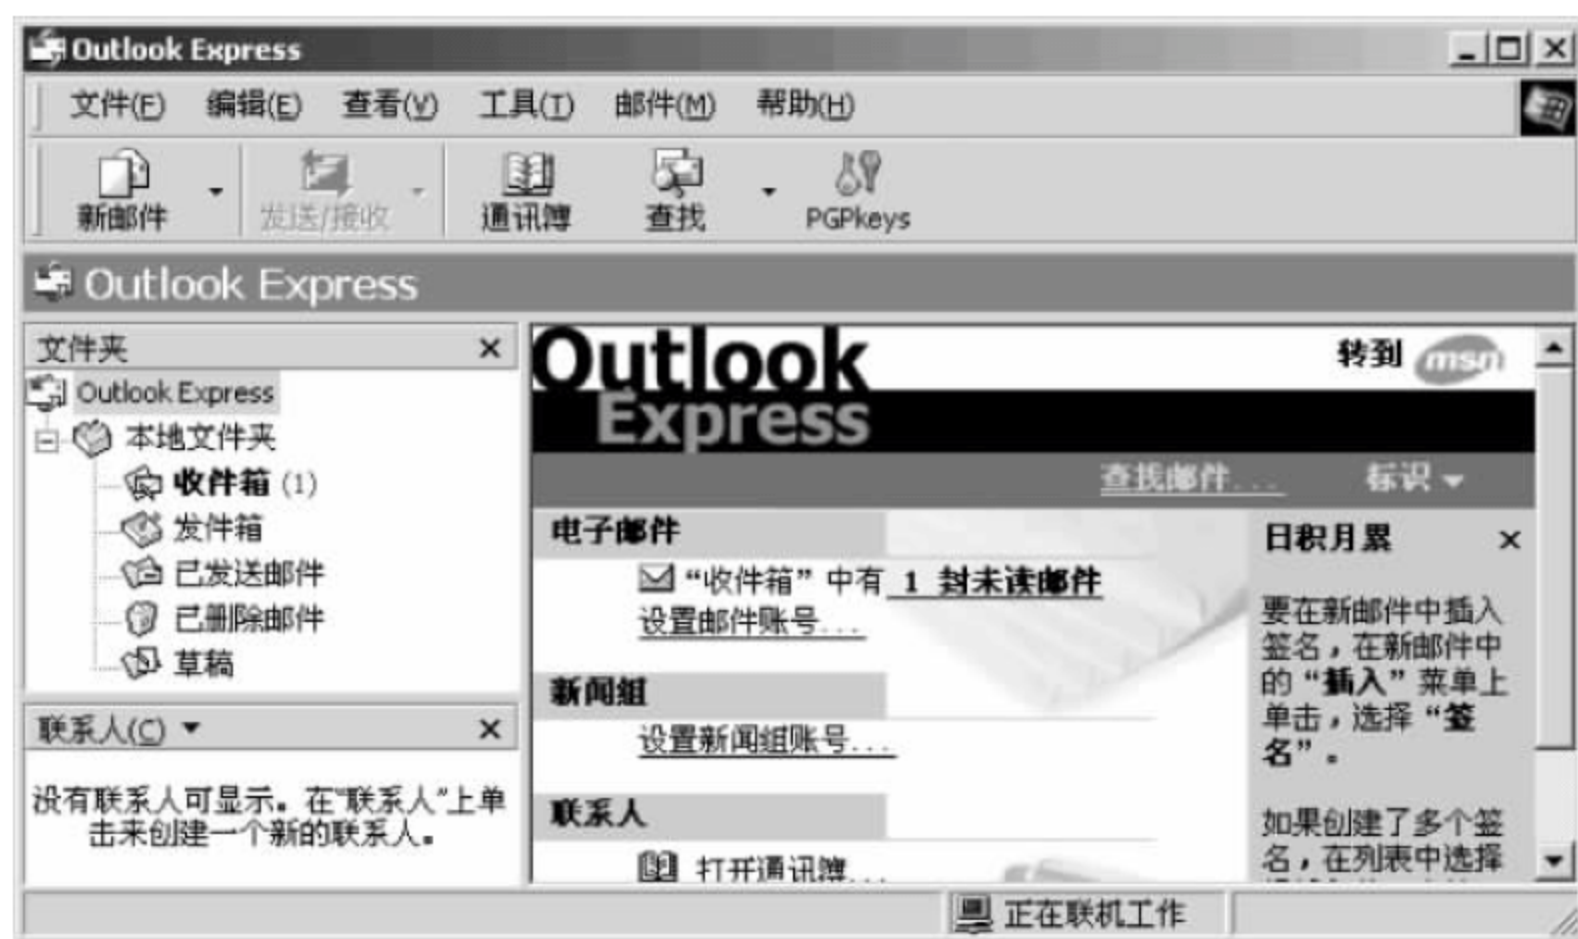 Outlook Express
文件(F) 编辑(E) 查看(V) 工具(T) 邮件(M) 帮助(H)
新邮件 发送/接收 通讯簿 查找 PGPkeys
Outlook Express
文件夹
Outlook Express
本地文件夹
收件箱 (1)
发件箱
已发送邮件
已删除邮件
草稿
联系人(C)
没有联系人可显示。在“联系人”上单
击来创建一个新的联系人。
Outlook
Express
转到 msn
查找邮件... 标识
电子邮件
“收件箱”中有 1 封未读邮件
设置邮件账号...
新闻组
设置新闻组账号...
联系人
打开通讯簿...
日积月累
要在新邮件中插入
签名，在新邮件中
的“插入”菜单上
单击，选择“签
名”。
如果创建了多个签
名，在列表中选择
正在联机工作